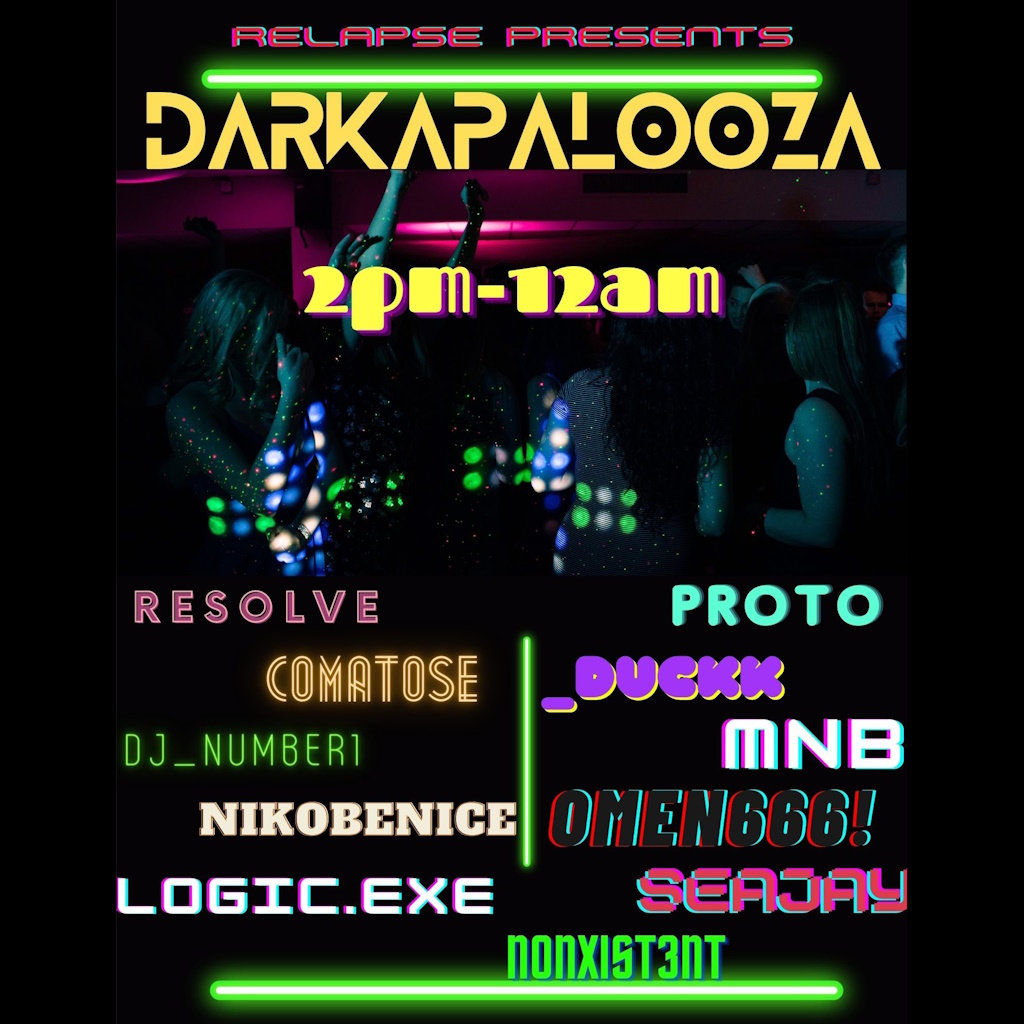 RELAPSE PRESENTS
DARKAPALOOZA
2pm-12am
RESOLVE
PROTO
COMATOSE
_DUCKK
DJ_NUMBER1
MNB
NIKOBENICE
OMEN666!
LOGIC.EXE
SEAJAY
NONXIST3NT